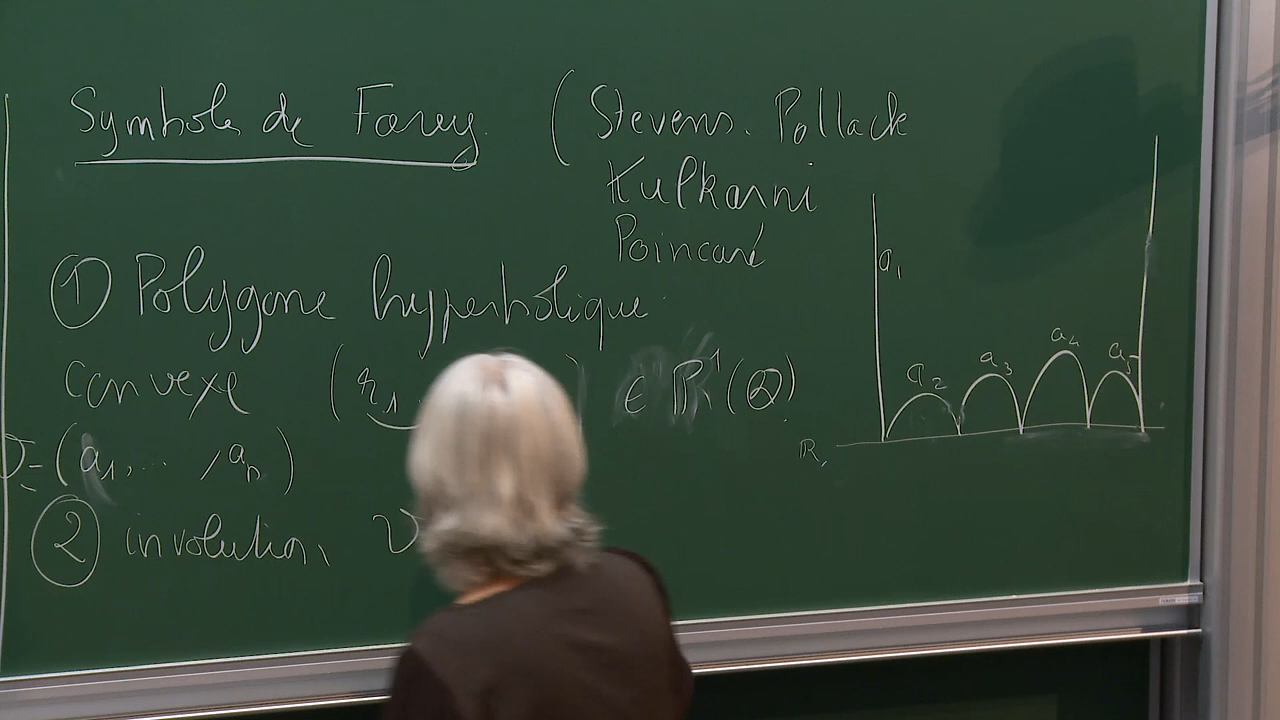 Symbole de Farey (Stevens. Pollack
Kulkarni
Poincaré
① Polygone hyperbolique
convexe (r₁ ) ∈ ℙ¹(ℚ)
= (a₁, ... , aₙ)
② involution ν
a₁
a₂ a₃ a₄ a₅
ℝ